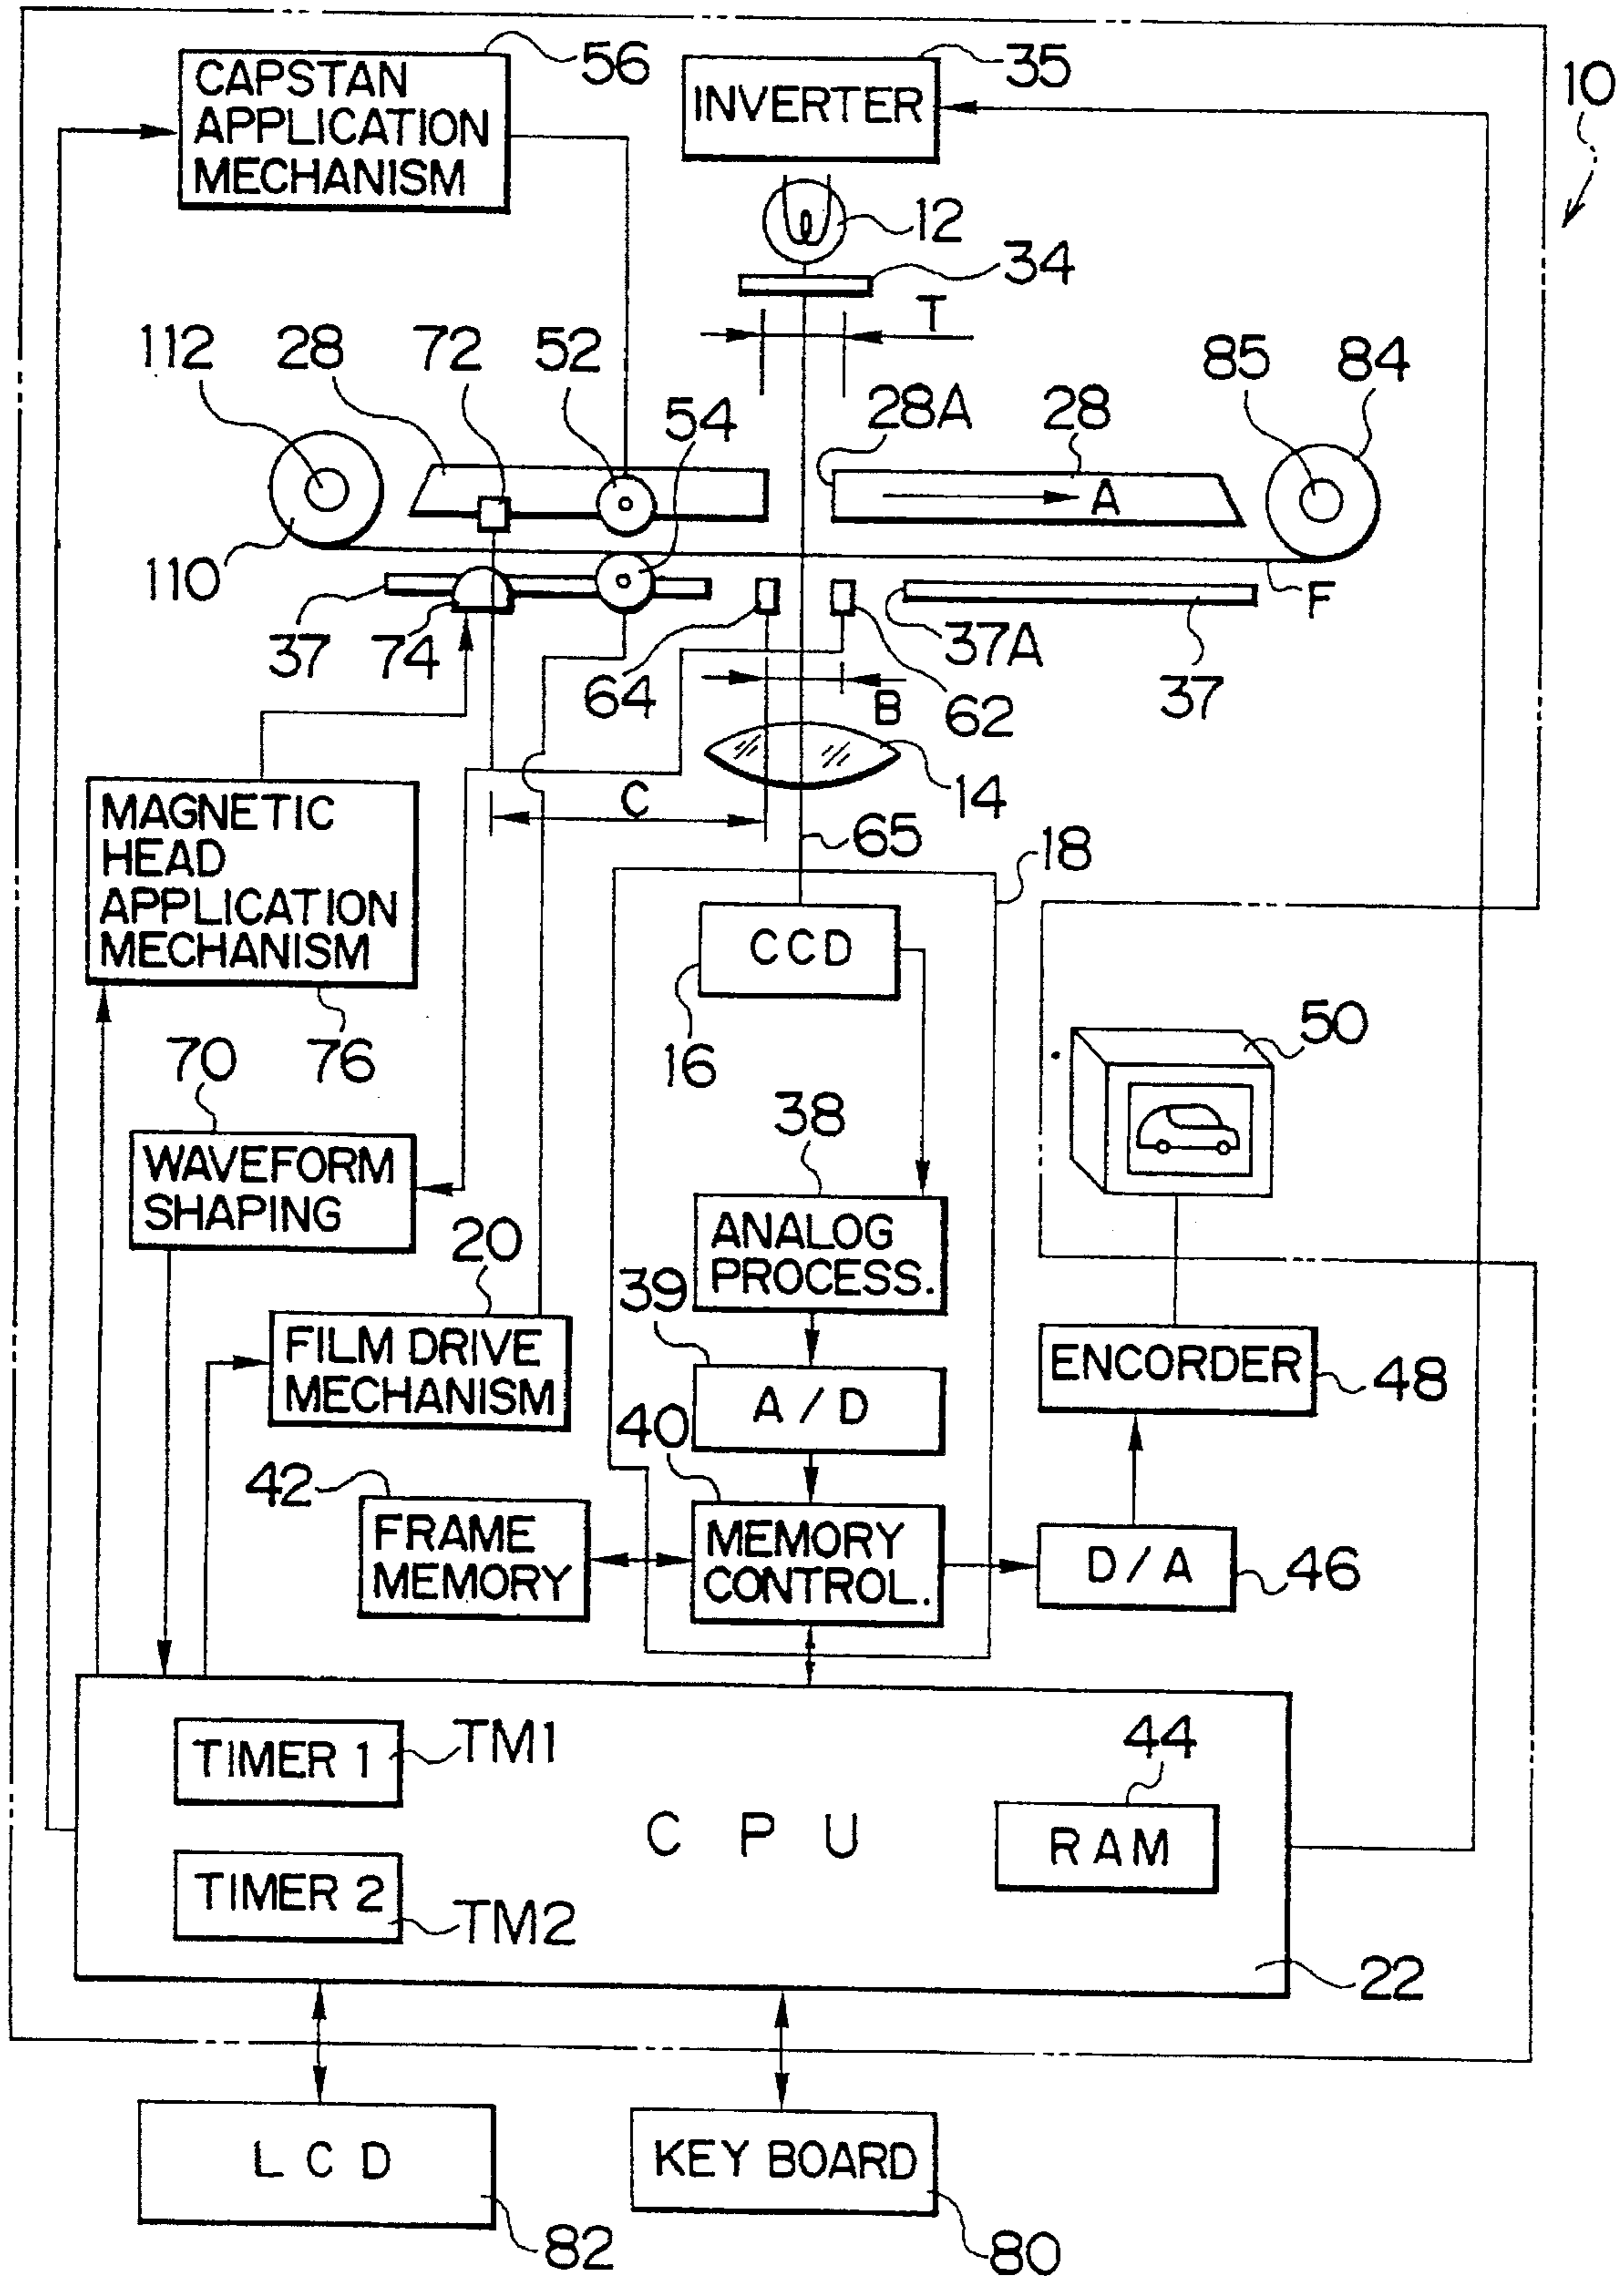 56
CAPSTAN
APPLICATION
MECHANISM
35
INVERTER
10
12
34
T
112
28
72
52
54
28A
28
85
84
A
110
F
37
74
64
37A
37
B
62
14
C
65
18
MAGNETIC
HEAD
APPLICATION
MECHANISM
76
CCD
16
50
70
WAVEFORM
SHAPING
38
ANALOG
PROCESS.
20
FILM DRIVE
MECHANISM
39
A/D
ENCORDER
48
40
42
FRAME
MEMORY
MEMORY
CONTROL.
D/A
46
TIMER 1
TM1
CPU
44
RAM
TIMER 2
TM2
22
LCD
82
KEY BOARD
80